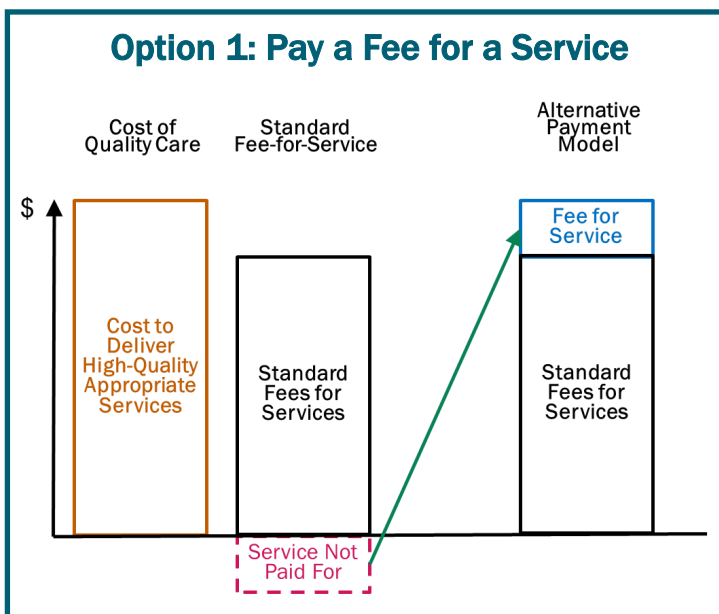 Option 1: Pay a Fee for a Service
Cost of
Quality Care
Standard
Fee-for-Service
Alternative
Payment
Model
$
Cost to
Deliver
High-Quality
Appropriate
Services
Standard
Fees for
Services
Service Not
Paid For
Fee for
Service
Standard
Fees for
Services